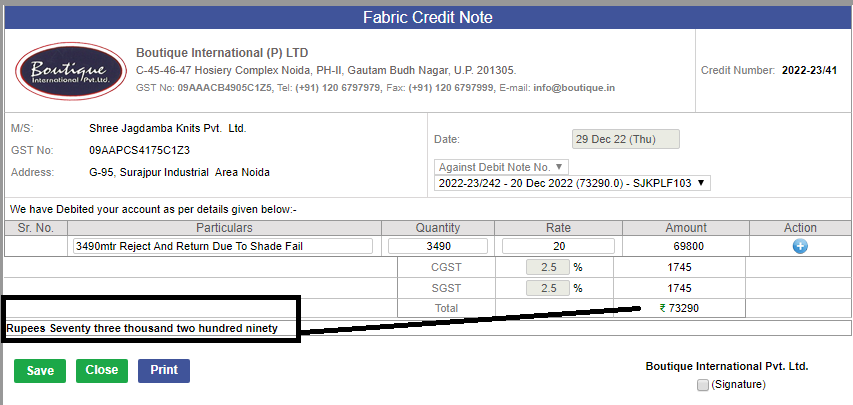 Fabric Credit Note
Boutique
International Pvt.Ltd.
Boutique International (P) LTD
C-45-46-47 Hosiery Complex Noida, PH-II, Gautam Budh Nagar, U.P. 201305.
GST No: 09AAACB4905C1Z5, Tel: (+91) 120 6797979, Fax: (+91) 120 6797999, E-mail: info@boutique.in
Credit Number: 2022-23/41
M/S: Shree Jagdamba Knits Pvt. Ltd.
GST No: 09AAPCS4175C1Z3
Address: G-95, Surajpur Industrial Area Noida
Date: 29 Dec 22 (Thu)
Against Debit Note No. ▼
2022-23/242 - 20 Dec 2022 (73290.0) - SJKPLF103 ▼
We have Debited your account as per details given below:-
Sr. No. Particulars Quantity Rate Amount Action
3490mtr Reject And Return Due To Shade Fail 3490 20 69800 +
CGST 2.5 % 1745
SGST 2.5 % 1745
Total ₹ 73290
Rupees Seventy three thousand two hundred ninety
Save Close Print
Boutique International Pvt. Ltd.
(Signature)